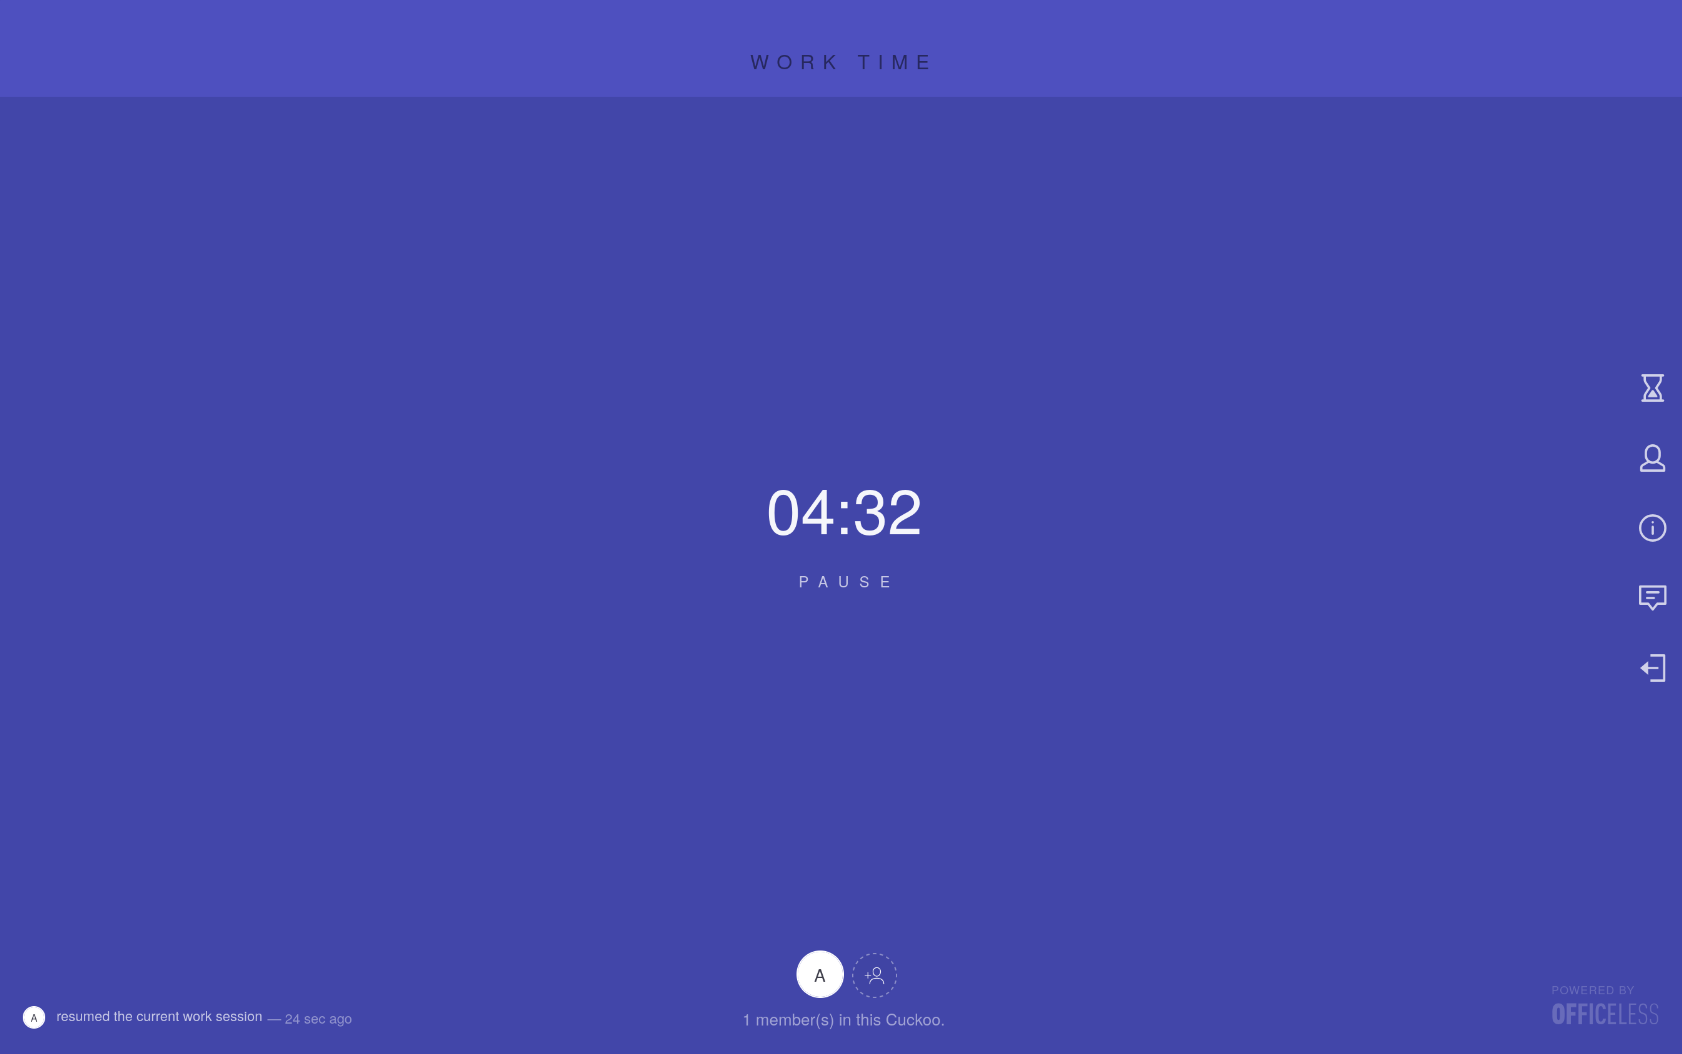 WORK TIME
04:32
PAUSE
A
A resumed the current work session — 24 sec ago
1 member(s) in this Cuckoo.
POWERED BY
OFFICELESS